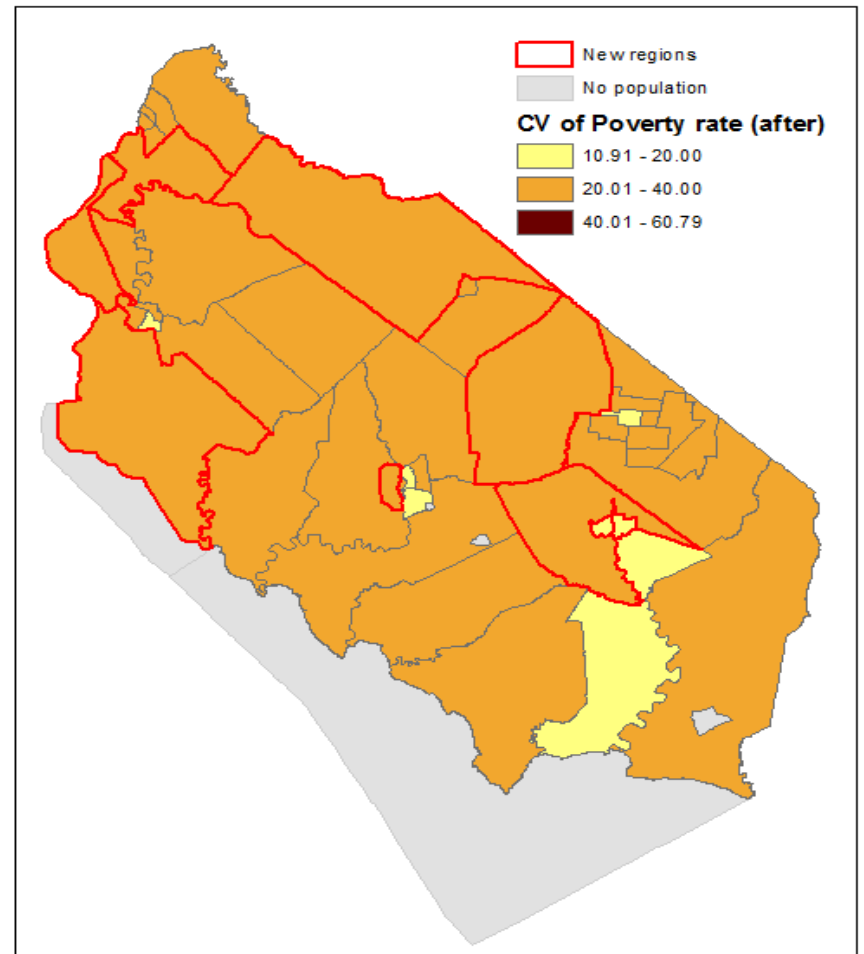 New regions
No population
CV of Poverty rate (after)
10.91 - 20.00
20.01 - 40.00
40.01 - 60.79